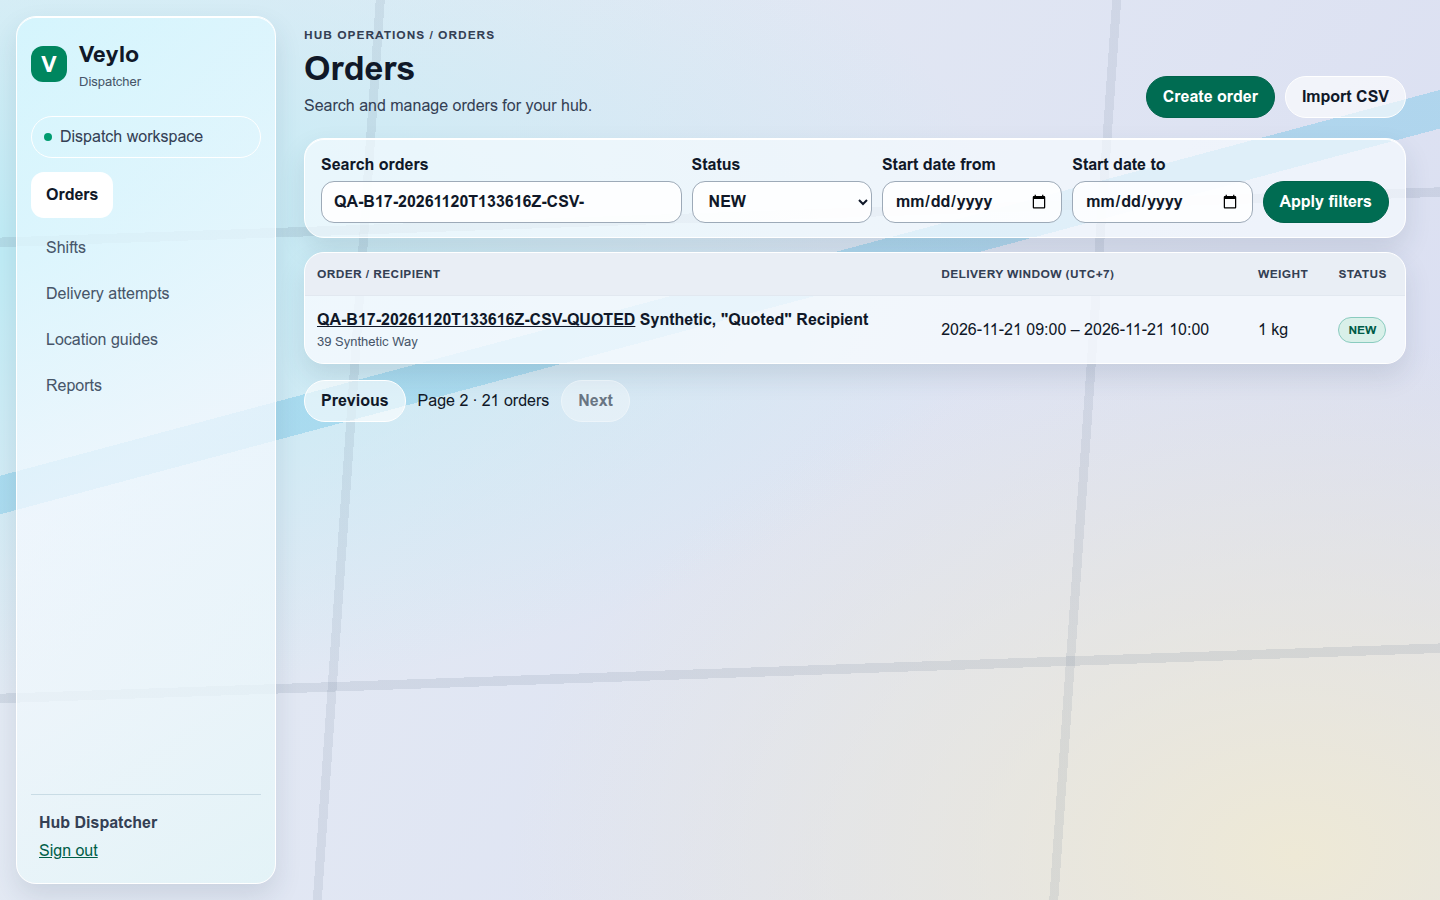 V
Veylo
Dispatcher
Dispatch workspace
Orders
Shifts
Delivery attempts
Location guides
Reports
Hub Dispatcher
Sign out
HUB OPERATIONS / ORDERS
Orders
Search and manage orders for your hub.
Create order
Import CSV
Search orders
Status
Start date from
Start date to
QA-B17-20261120T133616Z-CSV-
NEW
mm/dd/yyyy
mm/dd/yyyy
Apply filters
ORDER / RECIPIENT
DELIVERY WINDOW (UTC+7)
WEIGHT
STATUS
QA-B17-20261120T133616Z-CSV-QUOTED Synthetic, "Quoted" Recipient
39 Synthetic Way
2026-11-21 09:00 – 2026-11-21 10:00
1 kg
NEW
Previous
Page 2 · 21 orders
Next